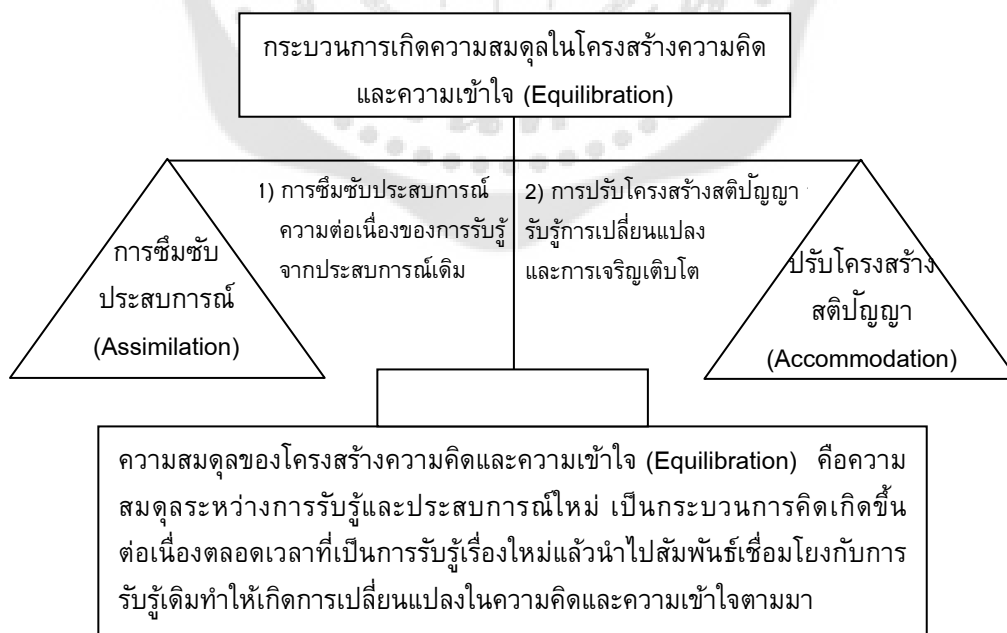 กระบวนการเกิดความสมดุลในโครงสร้างความคิด
และความเข้าใจ (Equilibration)
1) การซึมซับประสบการณ์
ความต่อเนื่องของการรับรู้
จากประสบการณ์เดิม
2) การปรับโครงสร้างสติปัญญา
รับรู้การเปลี่ยนแปลง
และการเจริญเติบโต
การซึมซับ
ประสบการณ์
(Assimilation)
ปรับโครงสร้าง
สติปัญญา
(Accommodation)
ความสมดุลของโครงสร้างความคิดและความเข้าใจ (Equilibration) คือความ
สมดุลระหว่างการรับรู้และประสบการณ์ใหม่ เป็นกระบวนการคิดเกิดขึ้น
ต่อเนื่องตลอดเวลาที่เป็นการรับรู้เรื่องใหม่แล้วนำไปสัมพันธ์เชื่อมโยงกับการ
รับรู้เดิมทำให้เกิดการเปลี่ยนแปลงในความคิดและความเข้าใจตามมา